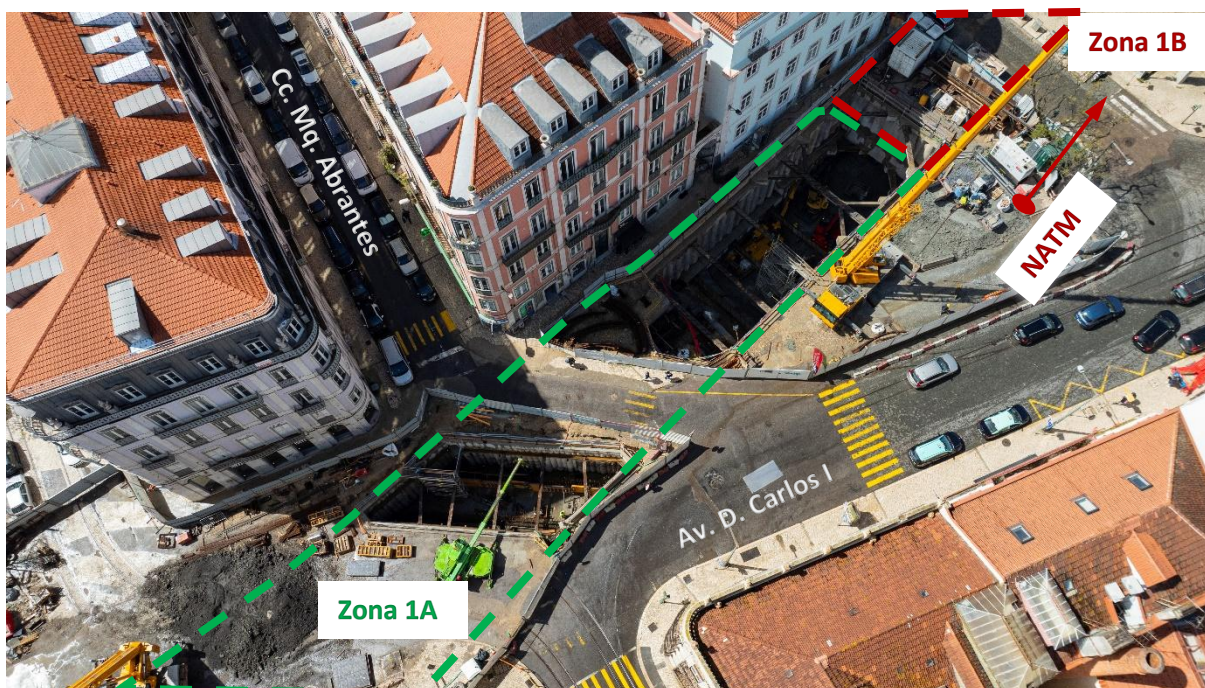 Zona 1B
Cc. Mq. Abrantes
NATM
Av. D. Carlos I
Zona 1A